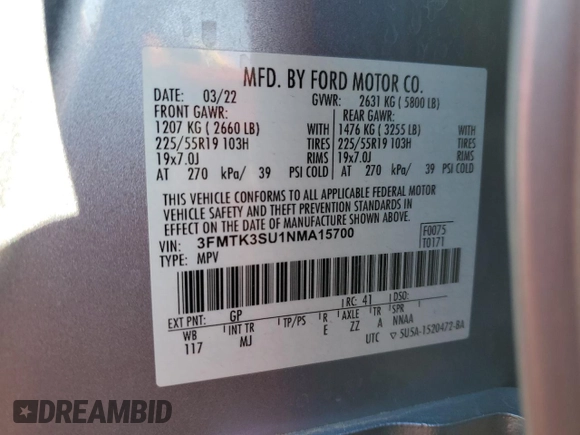 MFD. BY FORD MOTOR CO.
DATE: 03/22 GVWR: 2631 KG ( 5800 LB)
FRONT GAWR: REAR GAWR:
1207 KG ( 2660 LB) WITH 1476 KG ( 3255 LB) WITH
225/55R19 103H TIRES 225/55R19 103H TIRES
19x7.0J RIMS 19x7.0J RIMS
AT 270 kPa/ 39 PSI COLD AT 270 kPa/ 39 PSI COLD
THIS VEHICLE CONFORMS TO ALL APPLICABLE FEDERAL MOTOR
VEHICLE SAFETY AND THEFT PREVENTION STANDARDS IN
EFFECT ON THE DATE OF MANUFACTURE SHOWN ABOVE.
VIN: 3FMTK3SU1NMA15700 F0075
TYPE: MPV T0171
EXT PNT: GP RC: 41 DSO:
WB INT TR TP/PS R AXLE TR SPR
117 MJ E ZZ A NNAA
UTC 5U5A-1520472-BA
DREAMBID